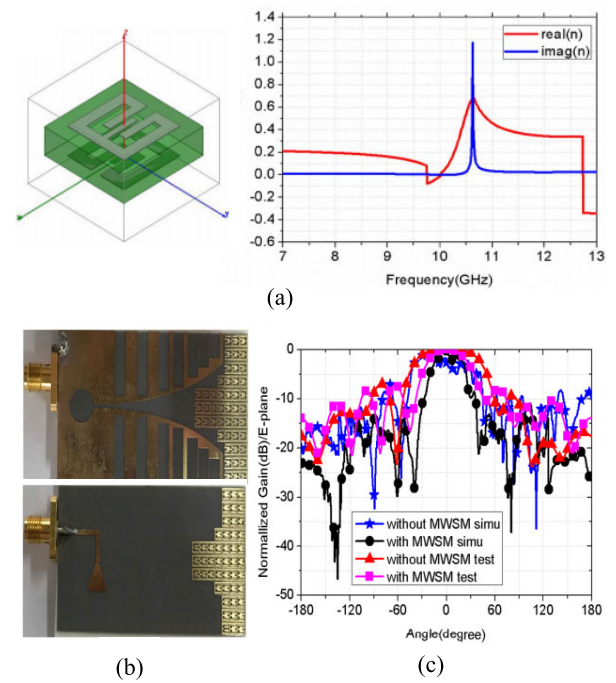 1.4
1.2
1.0
0.8
0.6
0.4
0.2
0.0
-0.2
-0.4
-0.6
real(n)
imag(n)
7 8 9 10 11 12 13
Frequency(GHz)
z
y
(a)
Normallized Gain(dB)/E-plane
0
-10
-20
-30
-40
-50
without MWSM simu
with MWSM simu
without MWSM test
with MWSM test
-180 -120 -60 0 60 120 180
Angle(degree)
(b)
(c)